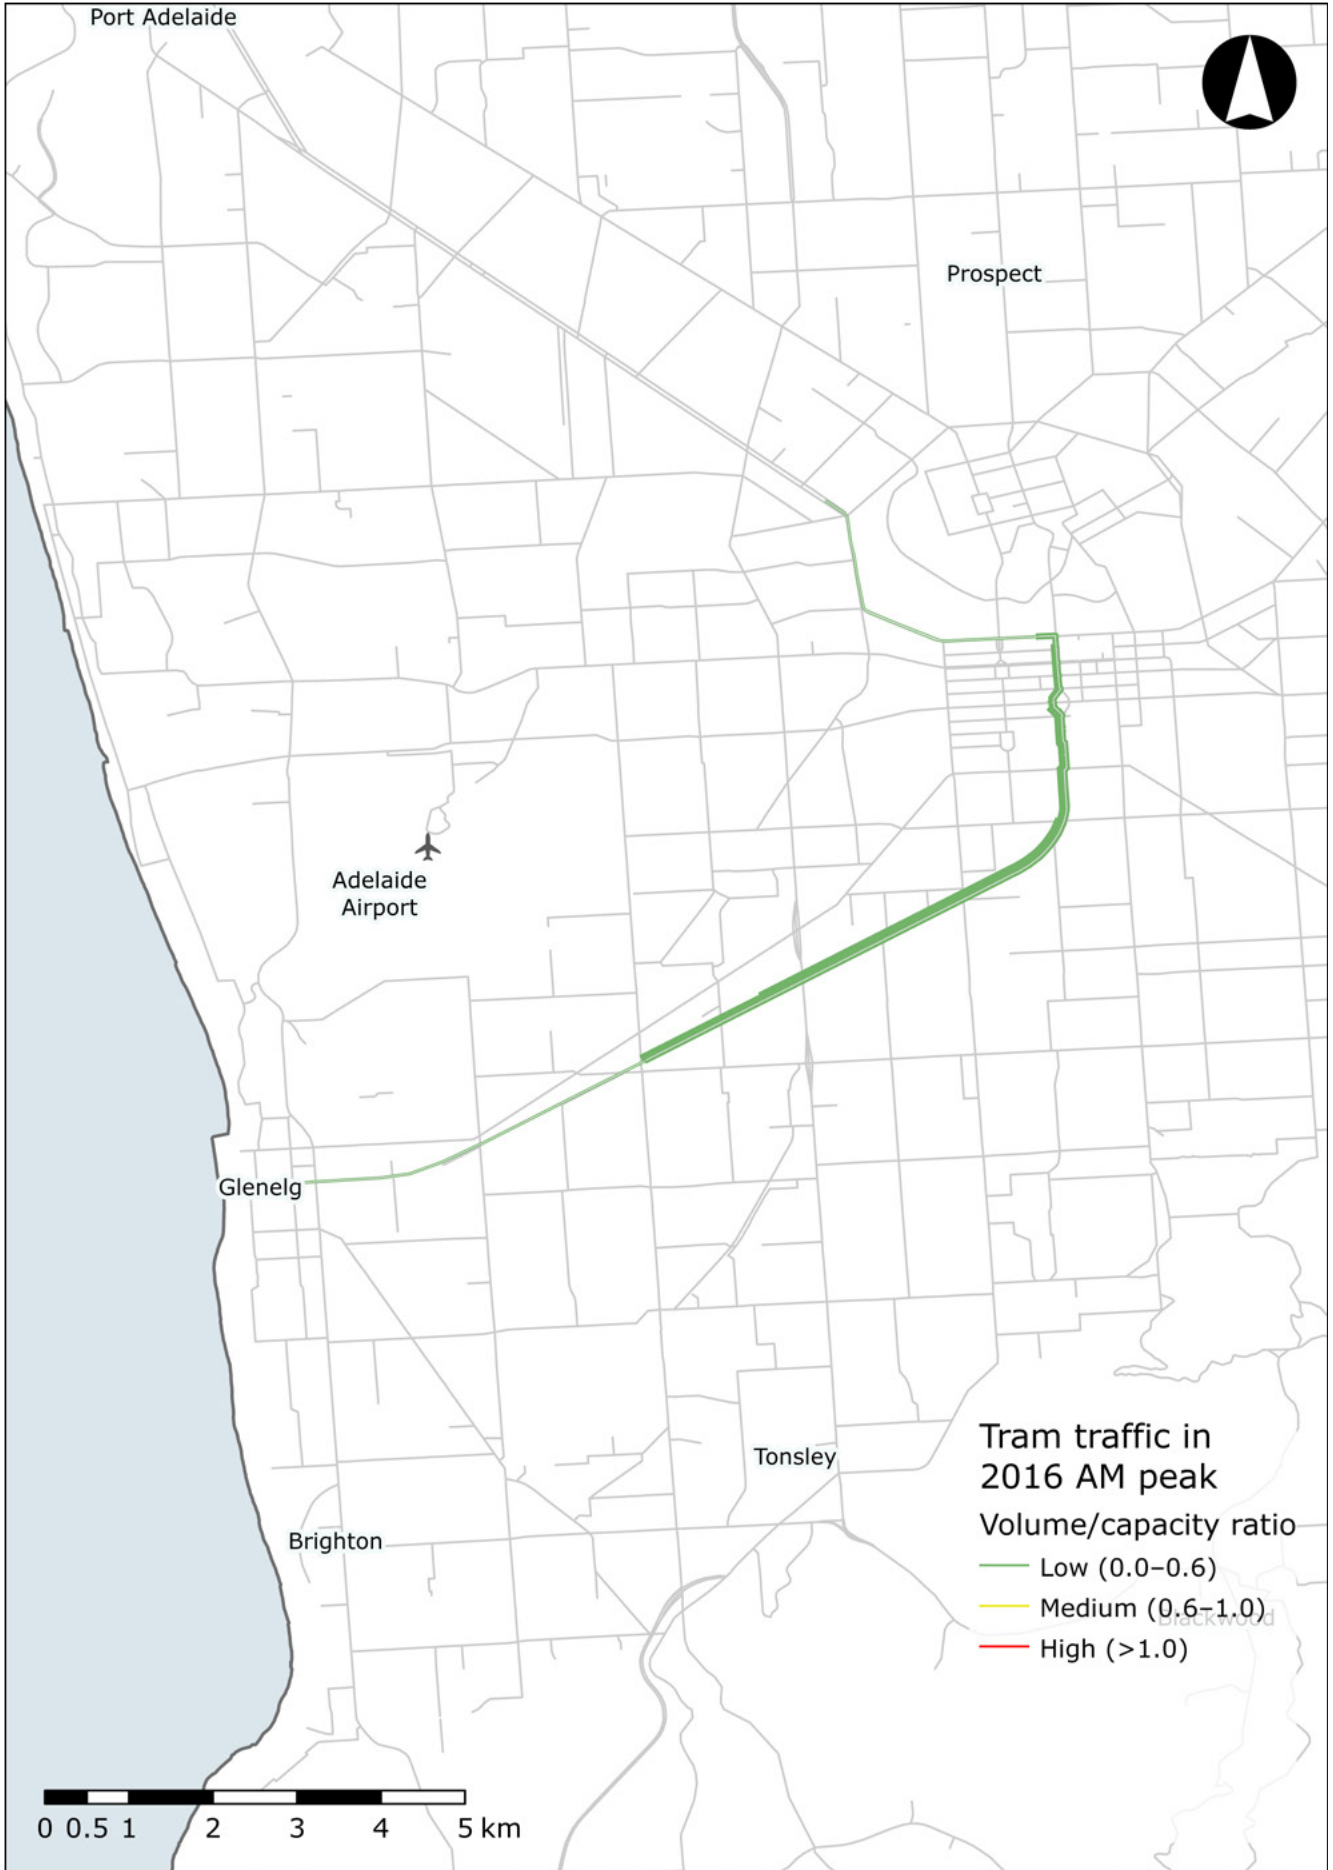 Port Adelaide
Prospect
Adelaide
Airport
Glenelg
Tonsley
Brighton
Tram traffic in
2016 AM peak
Volume/capacity ratio
Low (0.0–0.6)
Medium (0.6–1.0)
Blackwood
High (>1.0)
0 0.5 1 2 3 4 5 km